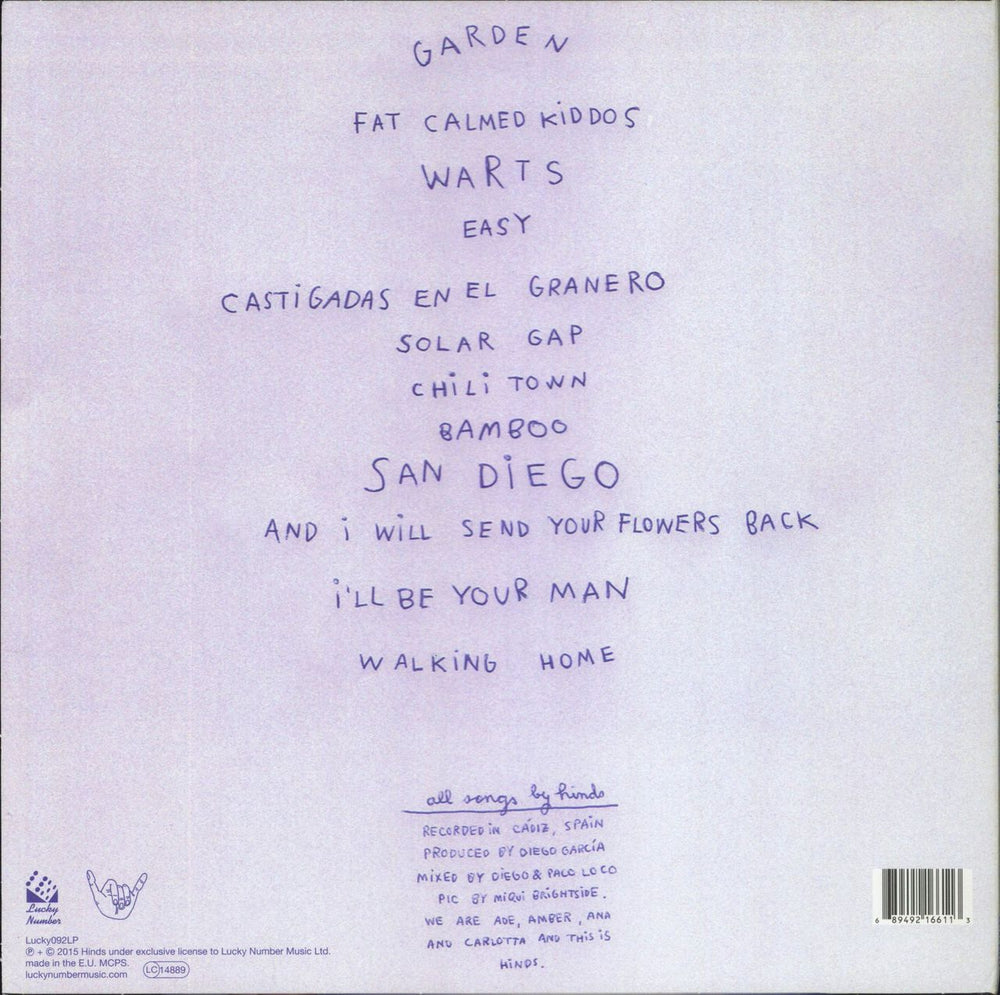 GARDEN
FAT CALMED KiDDOS
WARTS
EASY
CASTiGADAS EN EL GRANERO
SOLAR GAP
CHiLi TOWN
BAMBOO
SAN DiEGO
AND i WiLL SEND YOUR FLOWERS BACK
i'LL BE YOUR MAN
WALKiNG HOME
all songs by hinds
RECORDED iN CÁDIZ, SPAiN
PRODUCED BY DIEGO GARCÍA
MiXED BY DIEGO & PACO LOCO
PIC BY MiQUi BRiGHTSiDE.
WE ARE ADE, AMBER, ANA
AND CARLOTTA AND THiS iS
HiNDS.
Lucky
Number
Lucky092LP
℗ + © 2015 Hinds under exclusive license to Lucky Number Music Ltd.
made in the E.U. MCPS.
luckynumbermusic.com
LC 14889
6 89492 16611 3